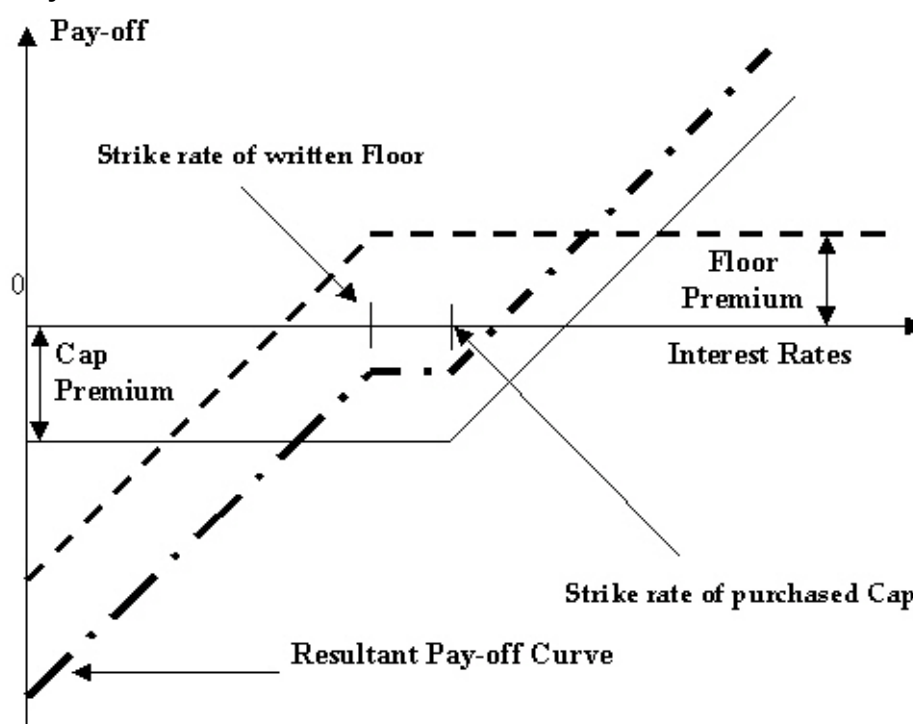 Pay-off
Strike rate of written Floor
0
Floor
Premium
Cap
Premium
Interest Rates
Strike rate of purchased Cap
Resultant Pay-off Curve